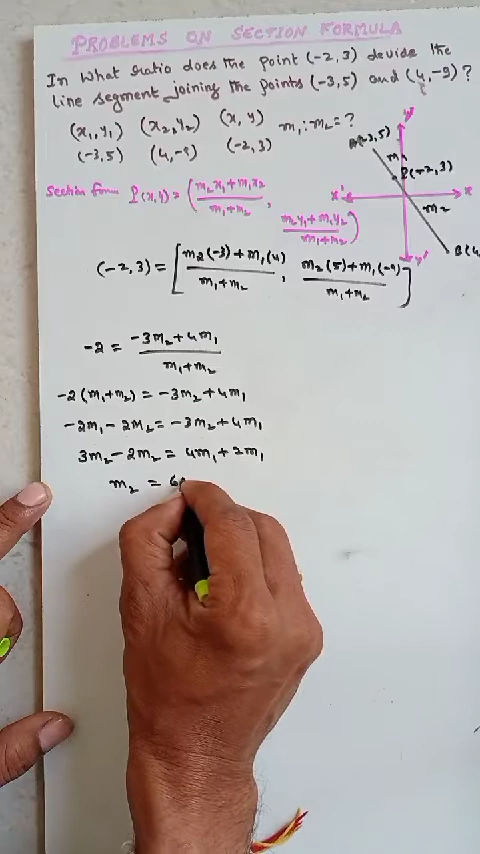 PROBLEMS ON SECTION FORMULA
In what ratio does the point (-2, 3) devide the
line segment joining the points (-3,5) and (4,-9) ?
(x₁,y₁) (x₂,y₂) (x, y) m₁:m₂ = ?
(-3,5) (4,-9) (-2,3)
Section form P(x,y) = (m₂x₁+m₁x₂/m₁+m₂, m₂y₁+m₁y₂/m₁+m₂)
A(-3,5)
m₁
P(-2,3)
x' x
y'
m₂
y'
B(4,
(-2,3) = [m₂(-3)+m₁(4)/m₁+m₂, m₂(5)+m₁(-9)/m₁+m₂]
-2 = -3m₂+4m₁/m₁+m₂
-2(m₁+m₂) = -3m₂+4m₁
-2m₁-2m₂ = -3m₂+4m₁
3m₂-2m₂ = 4m₁+2m₁
m₂ = 6